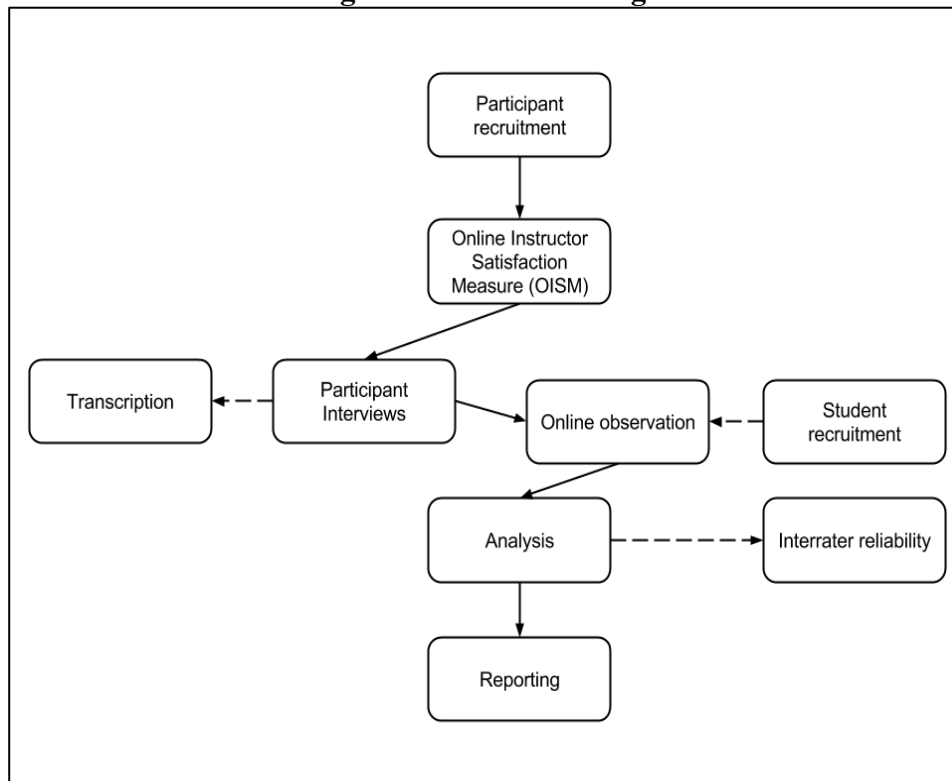 Participant
recruitment
Online Instructor
Satisfaction
Measure (OISM)
Transcription
Participant
Interviews
Online observation
Student
recruitment
Analysis
Interrater reliability
Reporting